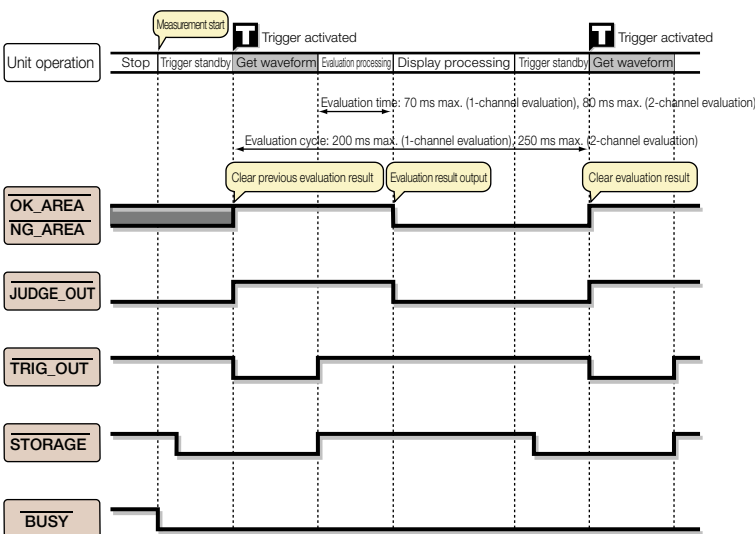 Measurement start
T Trigger activated
T Trigger activated
Unit operation
Stop Trigger standby Get waveform Evaluation processing Display processing Trigger standby Get waveform
Evaluation time: 70 ms max. (1-channel evaluation), 80 ms max. (2-channel evaluation)
Evaluation cycle: 200 ms max. (1-channel evaluation), 250 ms max. (2-channel evaluation)
Clear previous evaluation result
Evaluation result output
Clear evaluation result
OK_AREA
NG_AREA
JUDGE_OUT
TRIG_OUT
STORAGE
BUSY